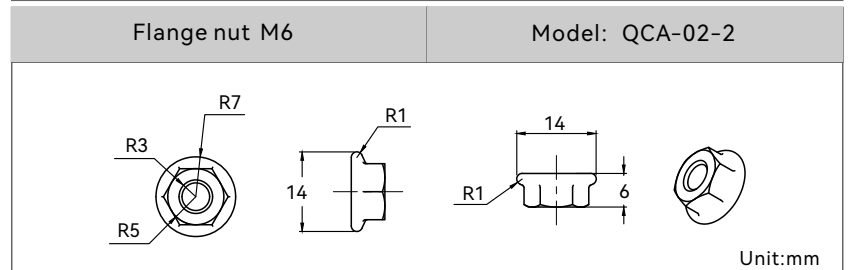 Flange nut M6
Model: QCA-02-2
R7
R3
R5
R1
14
14
R1
6
Unit:mm